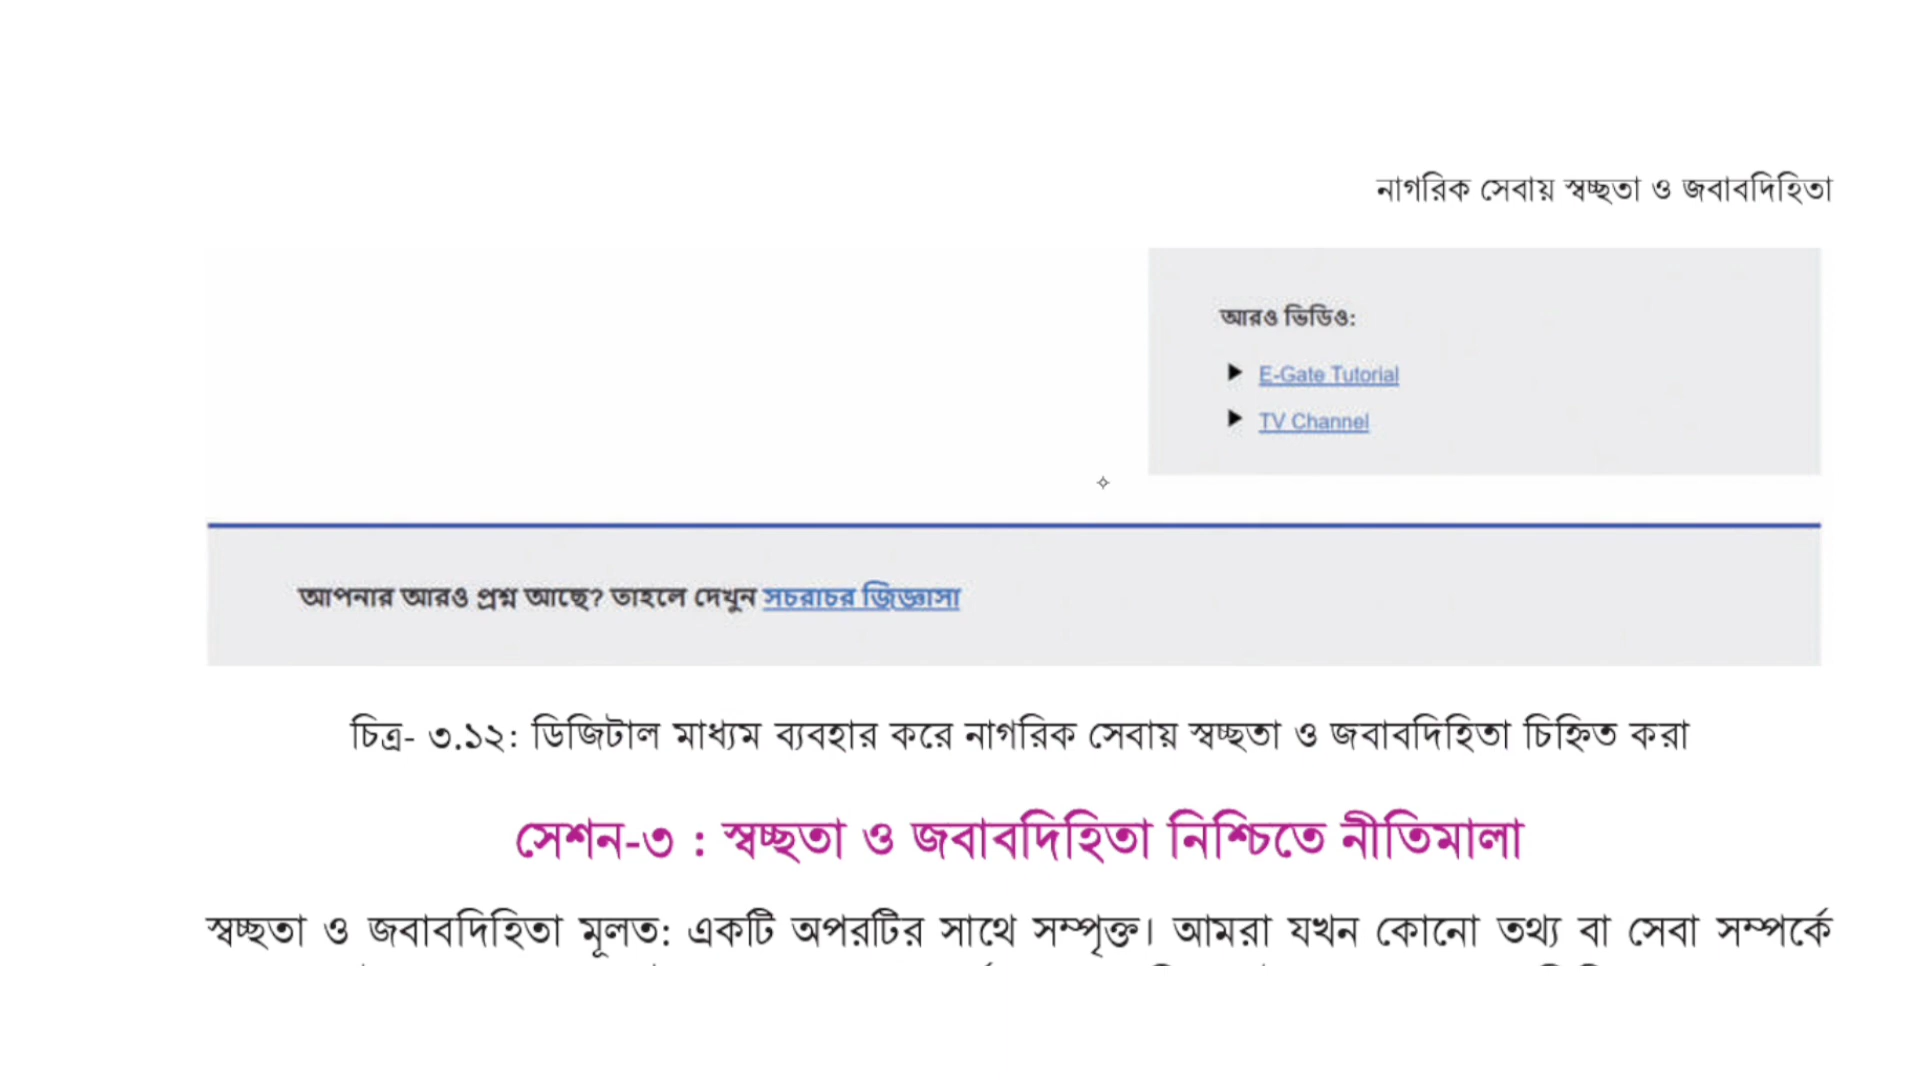 নাগরিক সেবায় স্বচ্ছতা ও জবাবদিহিতা
আরও ভিডিও:
E-Gate Tutorial
TV Channel
আপনার আরও প্রশ্ন আছে? তাহলে দেখুন সচরাচর জিজ্ঞাসা
চিত্র- ৩.১২: ডিজিটাল মাধ্যম ব্যবহার করে নাগরিক সেবায় স্বচ্ছতা ও জবাবদিহিতা চিহ্নিত করা
সেশন-৩ : স্বচ্ছতা ও জবাবদিহিতা নিশ্চিতে নীতিমালা
স্বচ্ছতা ও জবাবদিহিতা মূলত: একটি অপরটির সাথে সম্পৃক্ত। আমরা যখন কোনো তথ্য বা সেবা সম্পর্কে